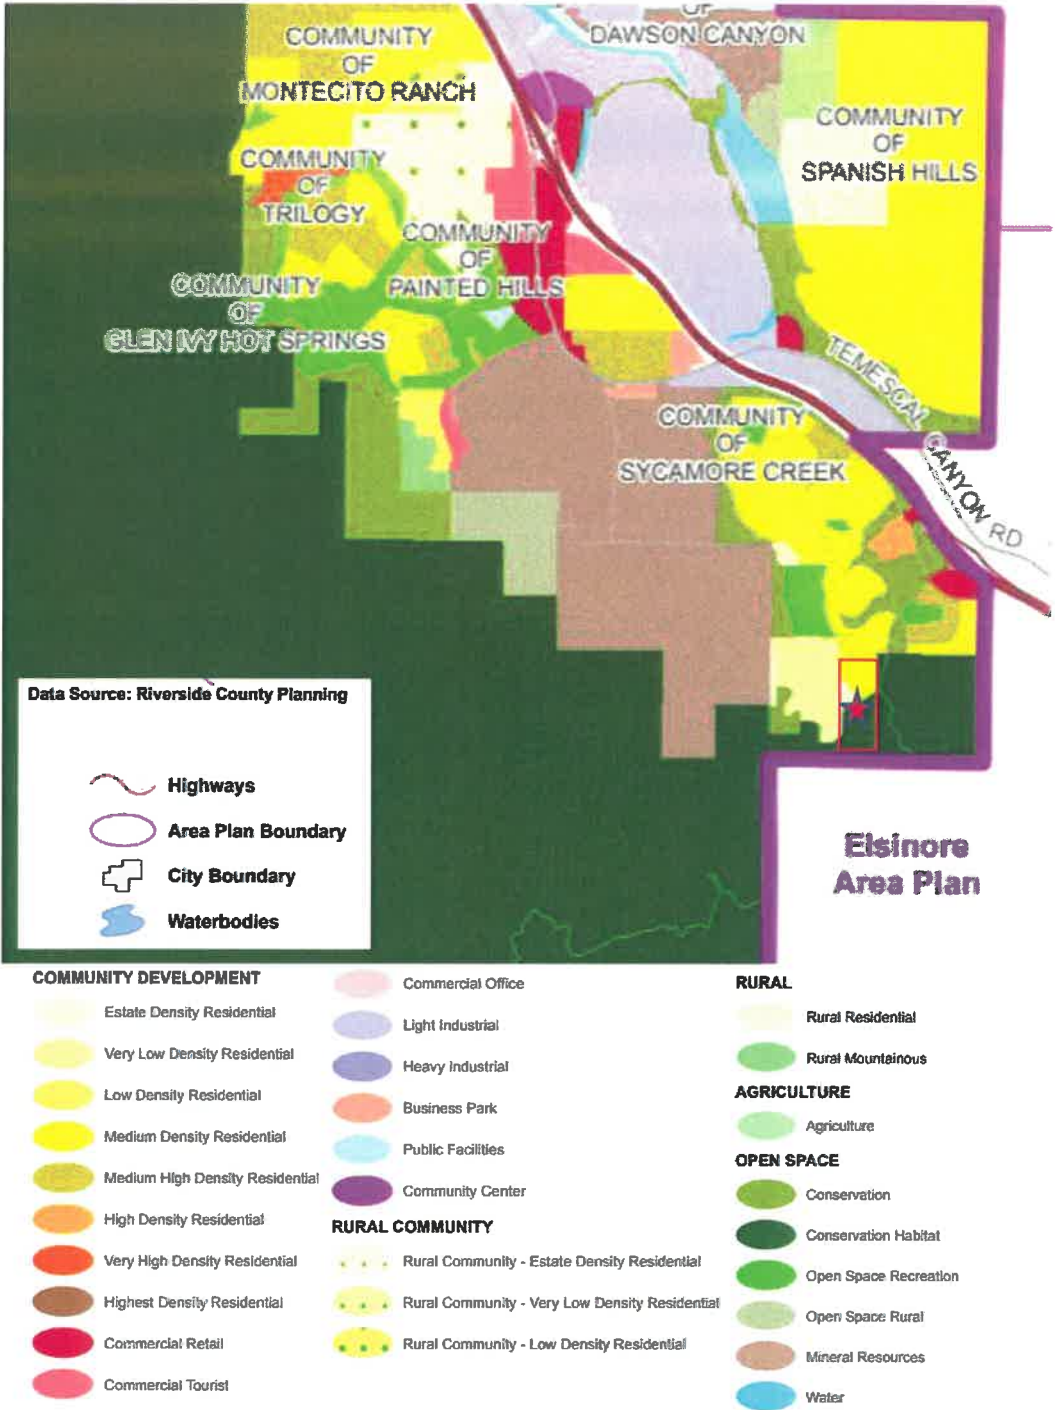 OF
DAWSON CANYON
COMMUNITY
OF
MONTECITO RANCH
COMMUNITY
OF
SPANISH HILLS
COMMUNITY
OF
TRILOGY
COMMUNITY
OF
PAINTED HILLS
COMMUNITY
OF
GLEN IVY HOT SPRINGS
TEMESCAL CANYON RD
COMMUNITY
OF
SYCAMORE CREEK
Data Source: Riverside County Planning
Highways
Area Plan Boundary
City Boundary
Waterbodies
Elsinore
Area Plan
COMMUNITY DEVELOPMENT
Estate Density Residential
Very Low Density Residential
Low Density Residential
Medium Density Residential
Medium High Density Residential
High Density Residential
Very High Density Residential
Highest Density Residential
Commercial Retail
Commercial Tourist
Commercial Office
Light Industrial
Heavy Industrial
Business Park
Public Facilities
Community Center
RURAL COMMUNITY
Rural Community - Estate Density Residential
Rural Community - Very Low Density Residential
Rural Community - Low Density Residential
RURAL
Rural Residential
Rural Mountainous
AGRICULTURE
Agriculture
OPEN SPACE
Conservation
Conservation Habitat
Open Space Recreation
Open Space Rural
Mineral Resources
Water